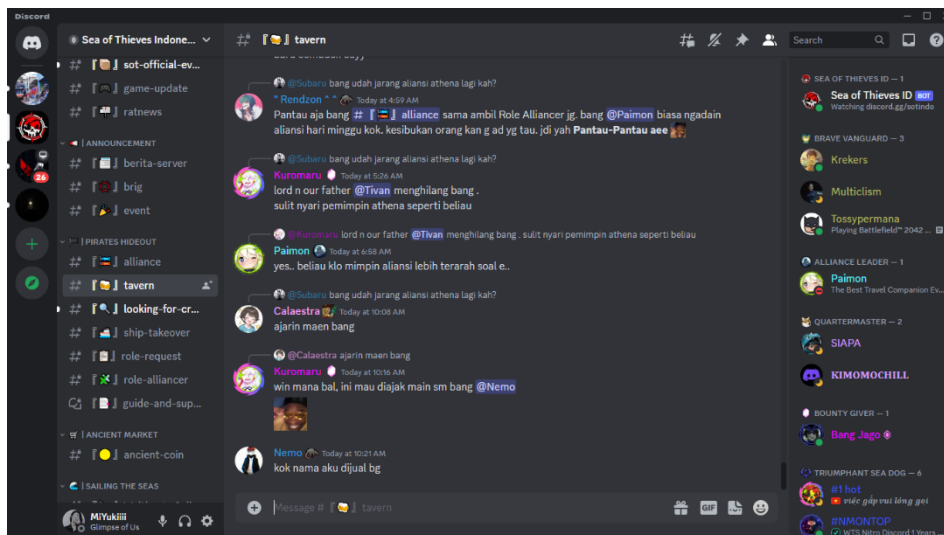 Discord
Sea of Thieves Indone...
sot-official-ev...
game-update
ratnews
ANNOUNCEMENT
berita-server
brig
event
PIRATES HIDEOUT
alliance
tavern
looking-for-cr...
ship-takeover
role-request
role-alliancer
guide-and-sup...
ANCIENT MARKET
ancient-coin
SAILING THE SEAS
26
MiYukiiii
Glimpse of Us
tavern
Search
@Subaru bang udah jarang aliansi athena lagi kah?
" Rendzon ^ " Today at 4:59 AM
Pantau aja bang # alliance sama ambil Role Alliancer jg. bang @Paimon biasa ngadain
aliansi hari minggu kok. kesibukan orang kan g ad yg tau. jdi yah Pantau-Pantau aee
@Subaru bang udah jarang aliansi athena lagi kah?
Kuromaru Today at 5:26 AM
lord n our father @Tivan menghilang bang .
sulit nyari pemimpin athena seperti beliau
@Kuromaru lord n our father @Tivan menghilang bang . sulit nyari pemimpin athena seperti beliau
Paimon Today at 6:58 AM
yes.. beliau klo mimpin aliansi lebih terarah soal e..
@Subaru bang udah jarang aliansi athena lagi kah?
Calaestra Today at 10:08 AM
ajarin maen bang
@Calaestra ajarin maen bang
Kuromaru Today at 10:16 AM
win mana bal, ini mau diajak main sm bang @Nemo
Nemo Today at 10:21 AM
kok nama aku dijual bg
Message # tavern
GIF
SEA OF THIEVES ID — 1
Sea of Thieves ID BOT
Watching discord.gg/sotindo
BRAVE VANGUARD — 3
Krekers
Multiclism
Tossypermana
Playing Battlefield™ 2042 ...
ALLIANCE LEADER — 1
Paimon
The Best Travel Companion Ev...
QUARTERMASTER — 2
SIAPA
KIMOMOCHILL
BOUNTY GIVER — 1
Bang Jago
TRIUMPHANT SEA DOG — 6
#1 hot
việc gắp vui lòng gọi
#NMONTOP
WTS Nitro Discord 1 Years